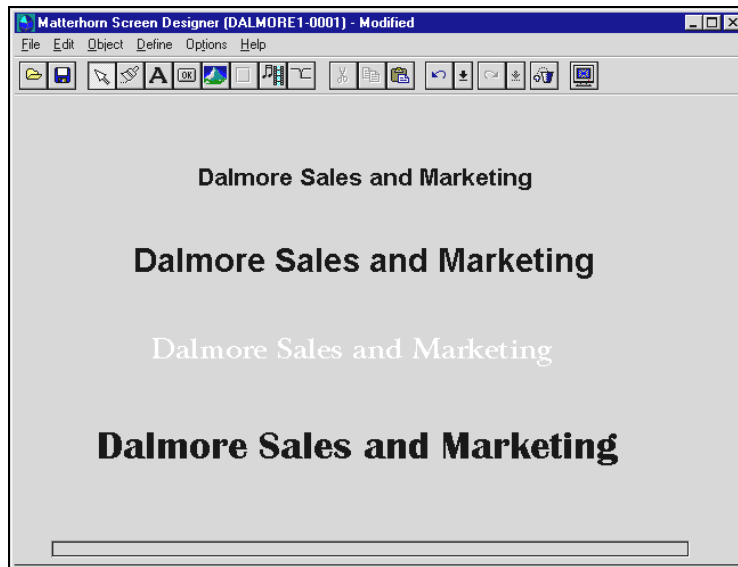 Matterhorn Screen Designer (DALMORE1-0001) - Modified
File Edit Object Define Options Help
A OK
Dalmore Sales and Marketing
Dalmore Sales and Marketing
Dalmore Sales and Marketing
Dalmore Sales and Marketing